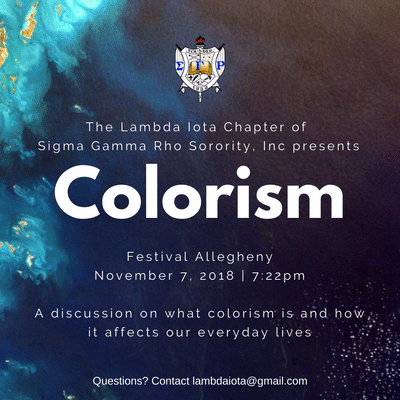 Σ Γ Ρ
The Lambda Iota Chapter of
Sigma Gamma Rho Sorority, Inc presents
Colorism
Festival Allegheny
November 7, 2018 | 7:22pm
A discussion on what colorism is and how
it affects our everyday lives
Questions? Contact lambdaiota@gmail.com